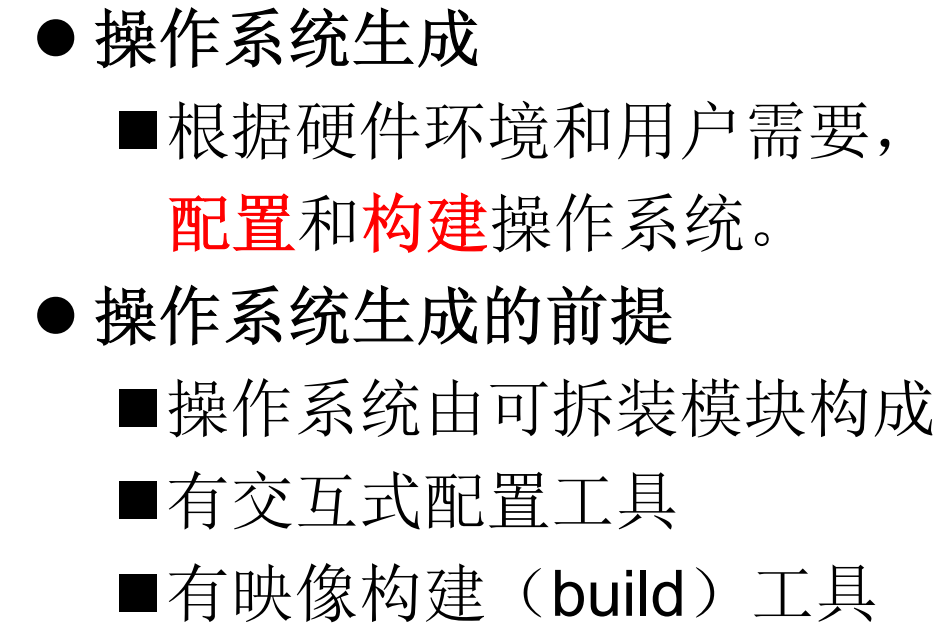 ● 操作系统生成
■根据硬件环境和用户需要，
配置和构建操作系统。
● 操作系统生成的前提
■操作系统由可拆装模块构成
■有交互式配置工具
■有映像构建（build）工具